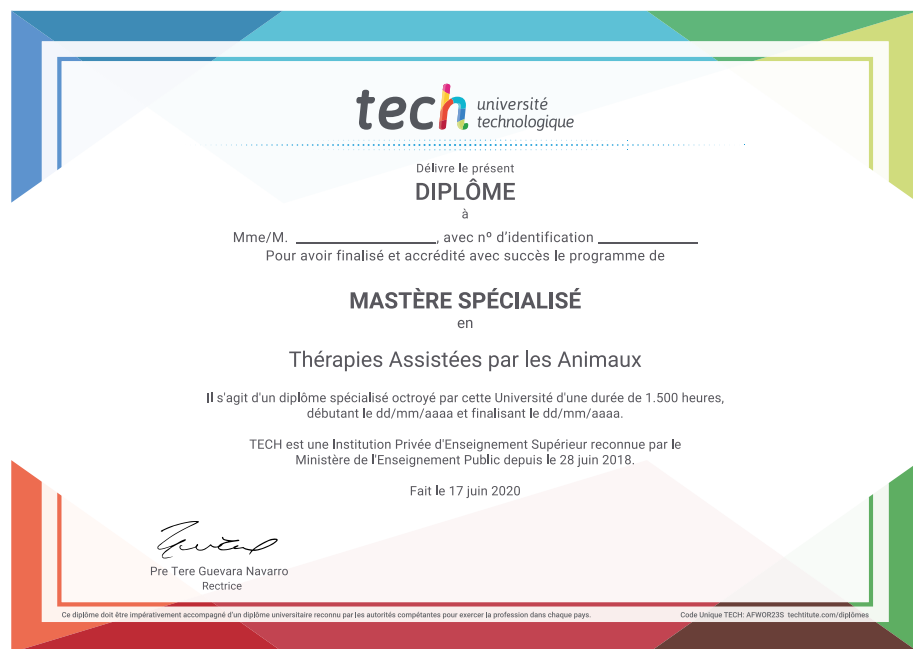 tech université
technologique
Délivre le présent
DIPLÔME
à
Mme/M. ____________, avec nº d'identification ____________
Pour avoir finalisé et accrédité avec succès le programme de
MASTÈRE SPÉCIALISÉ
en
Thérapies Assistées par les Animaux
Il s'agit d'un diplôme spécialisé octroyé par cette Université d'une durée de 1.500 heures,
débutant le dd/mm/aaaa et finalisant le dd/mm/aaaa.
TECH est une Institution Privée d'Enseignement Supérieur reconnue par le
Ministère de l'Enseignement Public depuis le 28 juin 2018.
Fait le 17 juin 2020
Pre Tere Guevara Navarro
Rectrice
Ce diplôme doit être impérativement accompagné d'un diplôme universitaire reconnu par les autorités compétentes pour exercer la profession dans chaque pays.
Code Unique TECH: AFWOR23S techtitute.com/diplômes